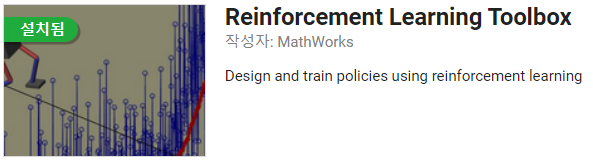 설치됨
Reinforcement Learning Toolbox
작성자: MathWorks
Design and train policies using reinforcement learning